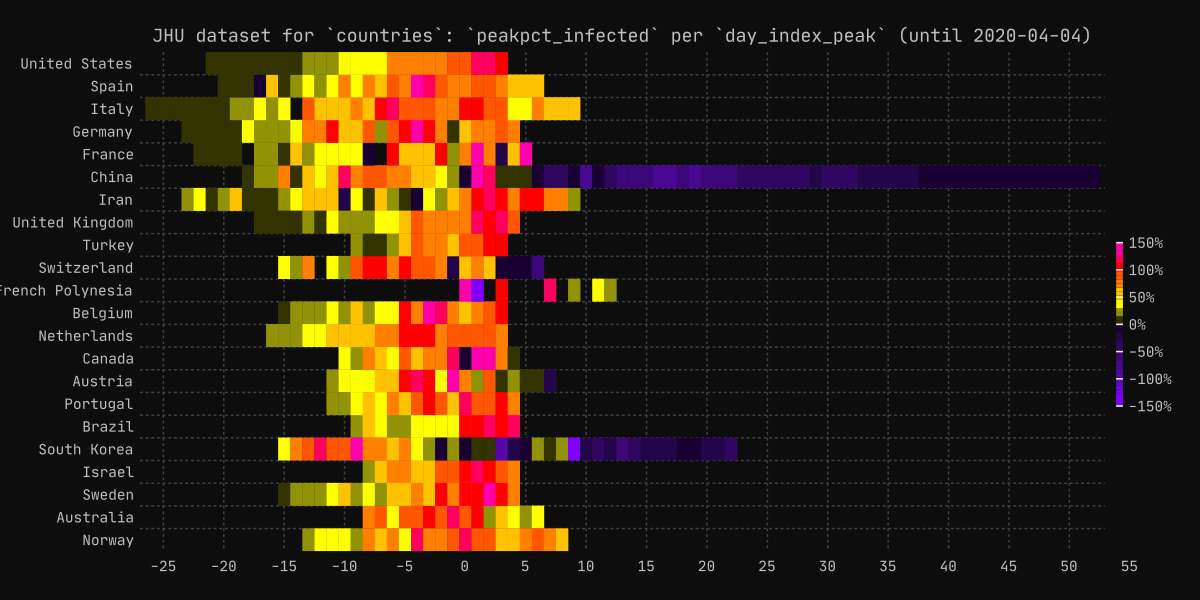 JHU dataset for `countries`: `peakpct_infected` per `day_index_peak` (until 2020-04-04)
United States
Spain
Italy
Germany
France
China
Iran
United Kingdom
Turkey
Switzerland
French Polynesia
Belgium
Netherlands
Canada
Austria
Portugal
Brazil
South Korea
Israel
Sweden
Australia
Norway
150%
100%
50%
0%
-50%
-100%
-150%
-25 -20 -15 -10 -5 0 5 10 15 20 25 30 35 40 45 50 55